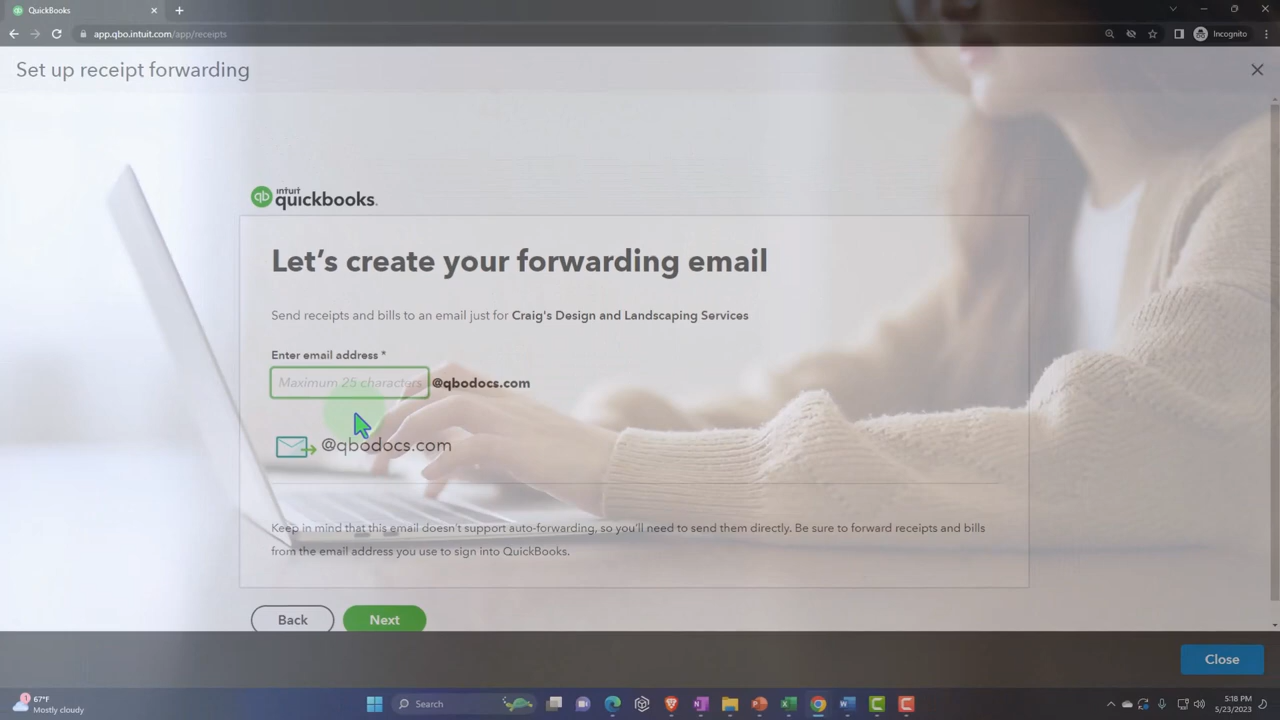 QuickBooks
app.qbo.intuit.com/app/receipts
Incognito
Set up receipt forwarding
intuit
qb quickbooks.
Let's create your forwarding email
Send receipts and bills to an email just for Craig's Design and Landscaping Services
Enter email address *
Maximum 25 characters @qbodocs.com
@qbodocs.com
Keep in mind that this email doesn't support auto-forwarding, so you'll need to send them directly. Be sure to forward receipts and bills
from the email address you use to sign into QuickBooks.
Back Next
Close
1 67°F
Mostly cloudy
Search
5:18 PM
5/23/2023